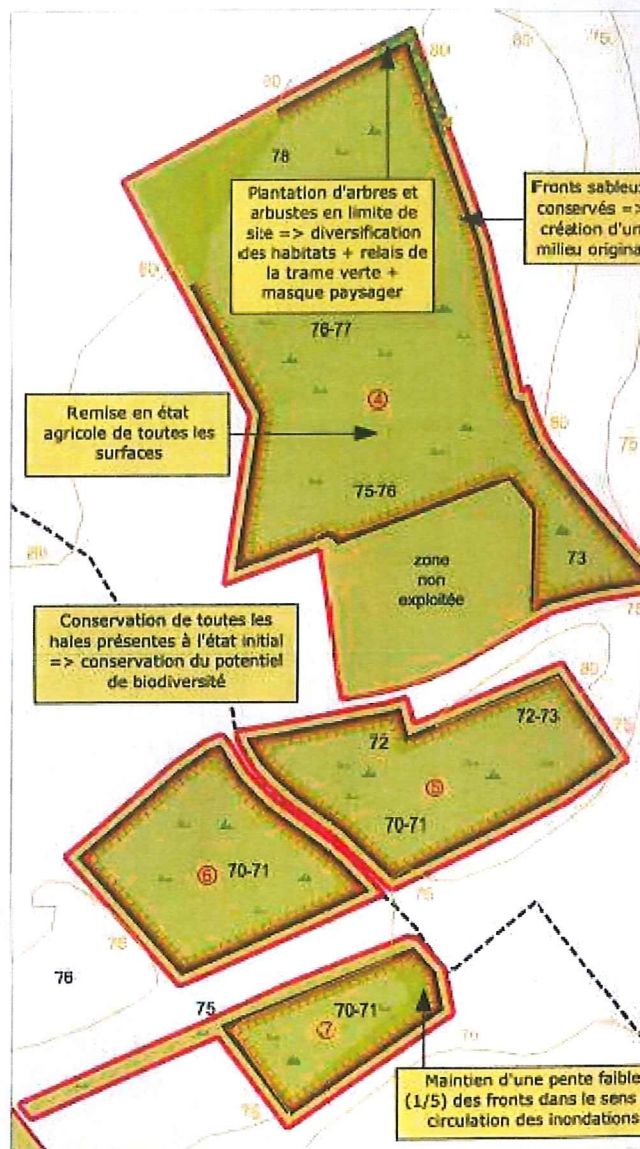 80
80
75
80
78
Plantation d'arbres et
arbustes en limite de
site => diversification
des habitats + relais de
la trame verte +
masque paysager
Fronts sableux
conservés =>
création d'un
milieu origina
80
76-77
Remise en état
agricole de toutes les
surfaces
④
80
75
75-76
80
zone
non
exploitée
73
75
Conservation de toutes les
haies présentes à l'état initial
=> conservation du potentiel
de biodiversité
80
72-73
75
72
⑤
70-71
⑥
70-71
75
76
76
75
70-71
⑦
70
75
Maintien d'une pente faible
(1/5) des fronts dans le sens
circulation des inondations